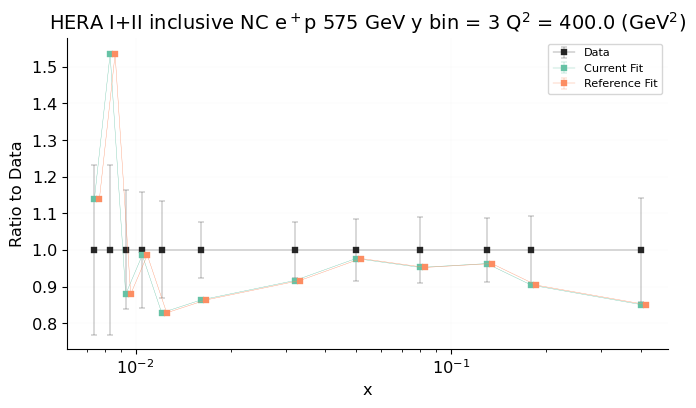 HERA I+II inclusive NC e⁺p 575 GeV y bin = 3 Q² = 400.0 (GeV²)
Data
Current Fit
Reference Fit
Ratio to Data
1.5
1.4
1.3
1.2
1.1
1.0
0.9
0.8
10⁻² 10⁻¹
x